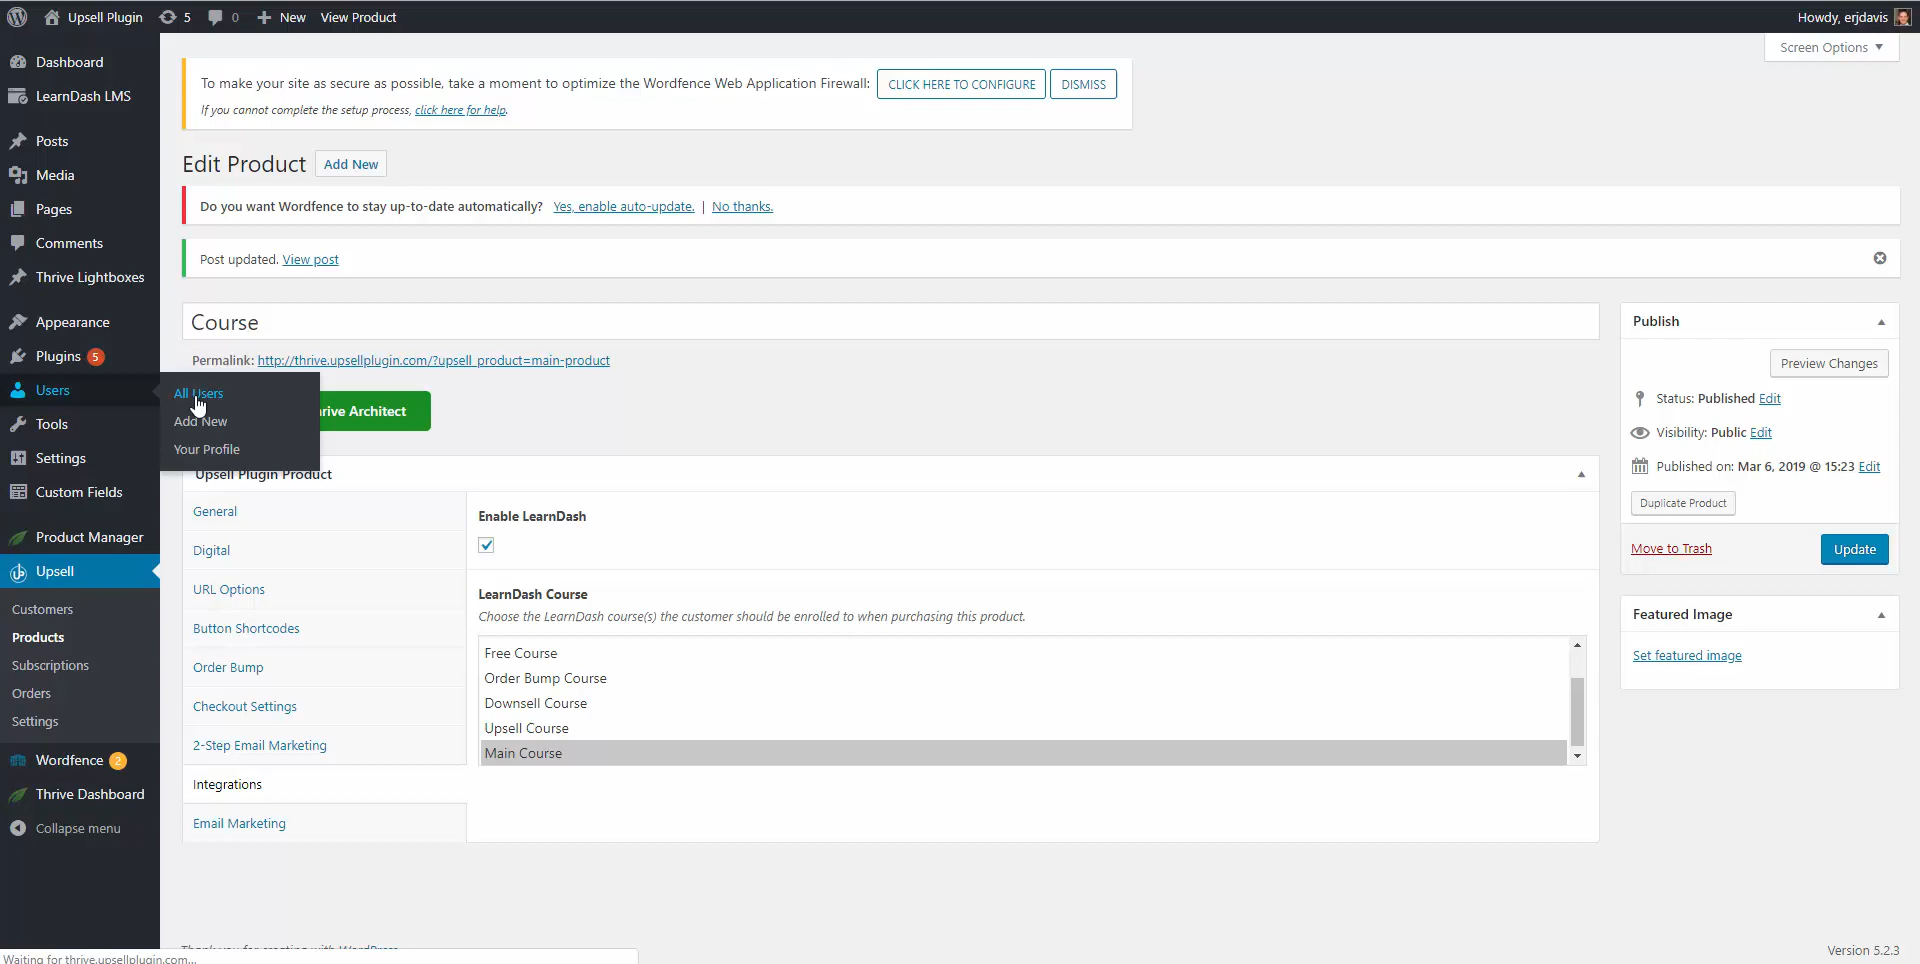 Upsell Plugin 5 0 New View Product Howdy, erjdavis
Screen Options
Dashboard
LearnDash LMS
Posts
Media
Pages
Comments
Thrive Lightboxes
Appearance
Plugins 5
Users
Tools
Settings
Custom Fields
Product Manager
Upsell
Customers
Products
Subscriptions
Orders
Settings
Wordfence 2
Thrive Dashboard
Collapse menu
All Users
Add New
Your Profile
To make your site as secure as possible, take a moment to optimize the Wordfence Web Application Firewall: CLICK HERE TO CONFIGURE DISMISS
If you cannot complete the setup process, click here for help.
Edit Product Add New
Do you want Wordfence to stay up-to-date automatically? Yes, enable auto-update. | No thanks.
Post updated. View post
Course
Permalink: http://thrive.upsellplugin.com/?upsell_product=main-product
hrive Architect
Upsell Plugin Product
General
Digital
URL Options
Button Shortcodes
Order Bump
Checkout Settings
2-Step Email Marketing
Integrations
Email Marketing
Enable LearnDash
LearnDash Course
Choose the LearnDash course(s) the customer should be enrolled to when purchasing this product.
Free Course
Order Bump Course
Downsell Course
Upsell Course
Main Course
Publish
Preview Changes
Status: Published Edit
Visibility: Public Edit
Published on: Mar 6, 2019 @ 15:23 Edit
Duplicate Product
Move to Trash Update
Featured Image
Set featured image
Thank you for creating with WordPress
Version 5.2.3
Waiting for thrive.upsellplugin.com...